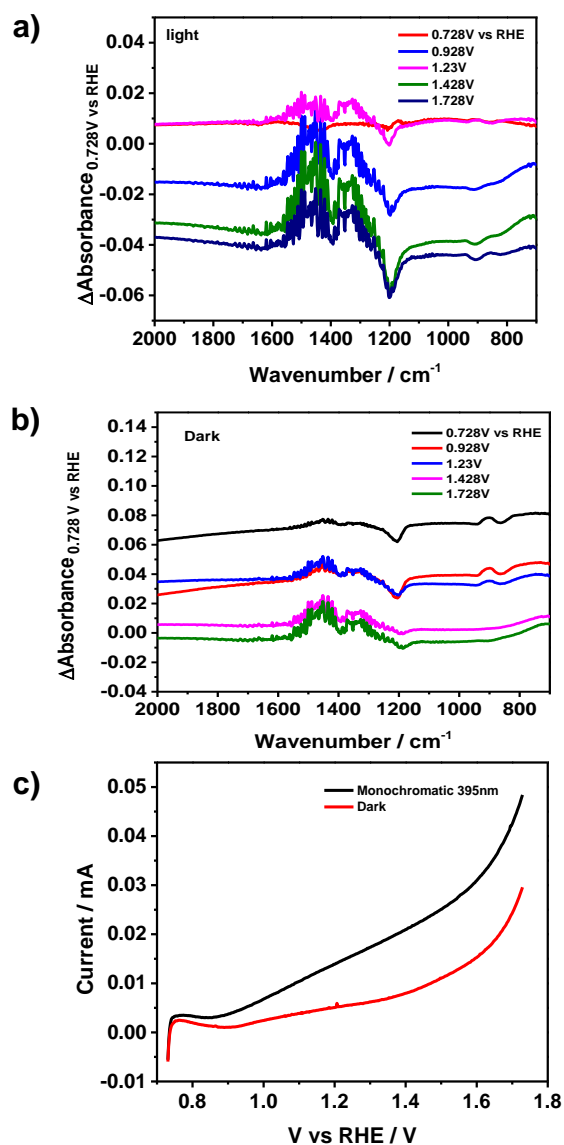 a)
light
0.728V vs RHE
0.928V
1.23V
1.428V
1.728V
0.04
0.02
0.00
-0.02
-0.04
-0.06
ΔAbsorbance0.728V vs RHE
2000 1800 1600 1400 1200 1000 800
Wavenumber / cm-1
b)
Dark
0.728V vs RHE
0.928V
1.23V
1.428V
1.728V
0.14
0.12
0.10
0.08
0.06
0.04
0.02
0.00
-0.02
-0.04
ΔAbsorbance0.728 V vs RHE
2000 1800 1600 1400 1200 1000 800
Wavenumber / cm-1
c)
Monochromatic 395nm
Dark
0.05
0.04
0.03
0.02
0.01
0.00
-0.01
Current / mA
0.8 1.0 1.2 1.4 1.6 1.8
V vs RHE / V